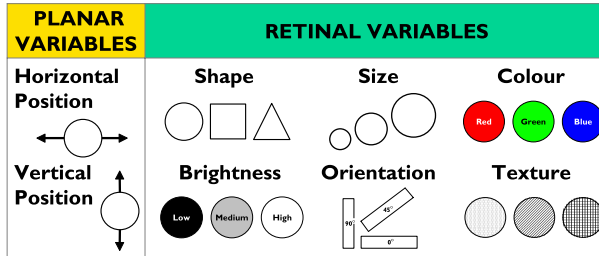 PLANAR
VARIABLES
RETINAL VARIABLES
Horizontal
Position
Vertical
Position
Shape
Size
Colour
Red
Green
Blue
Brightness
Low
Medium
High
Orientation
90°
45°
0°
Texture